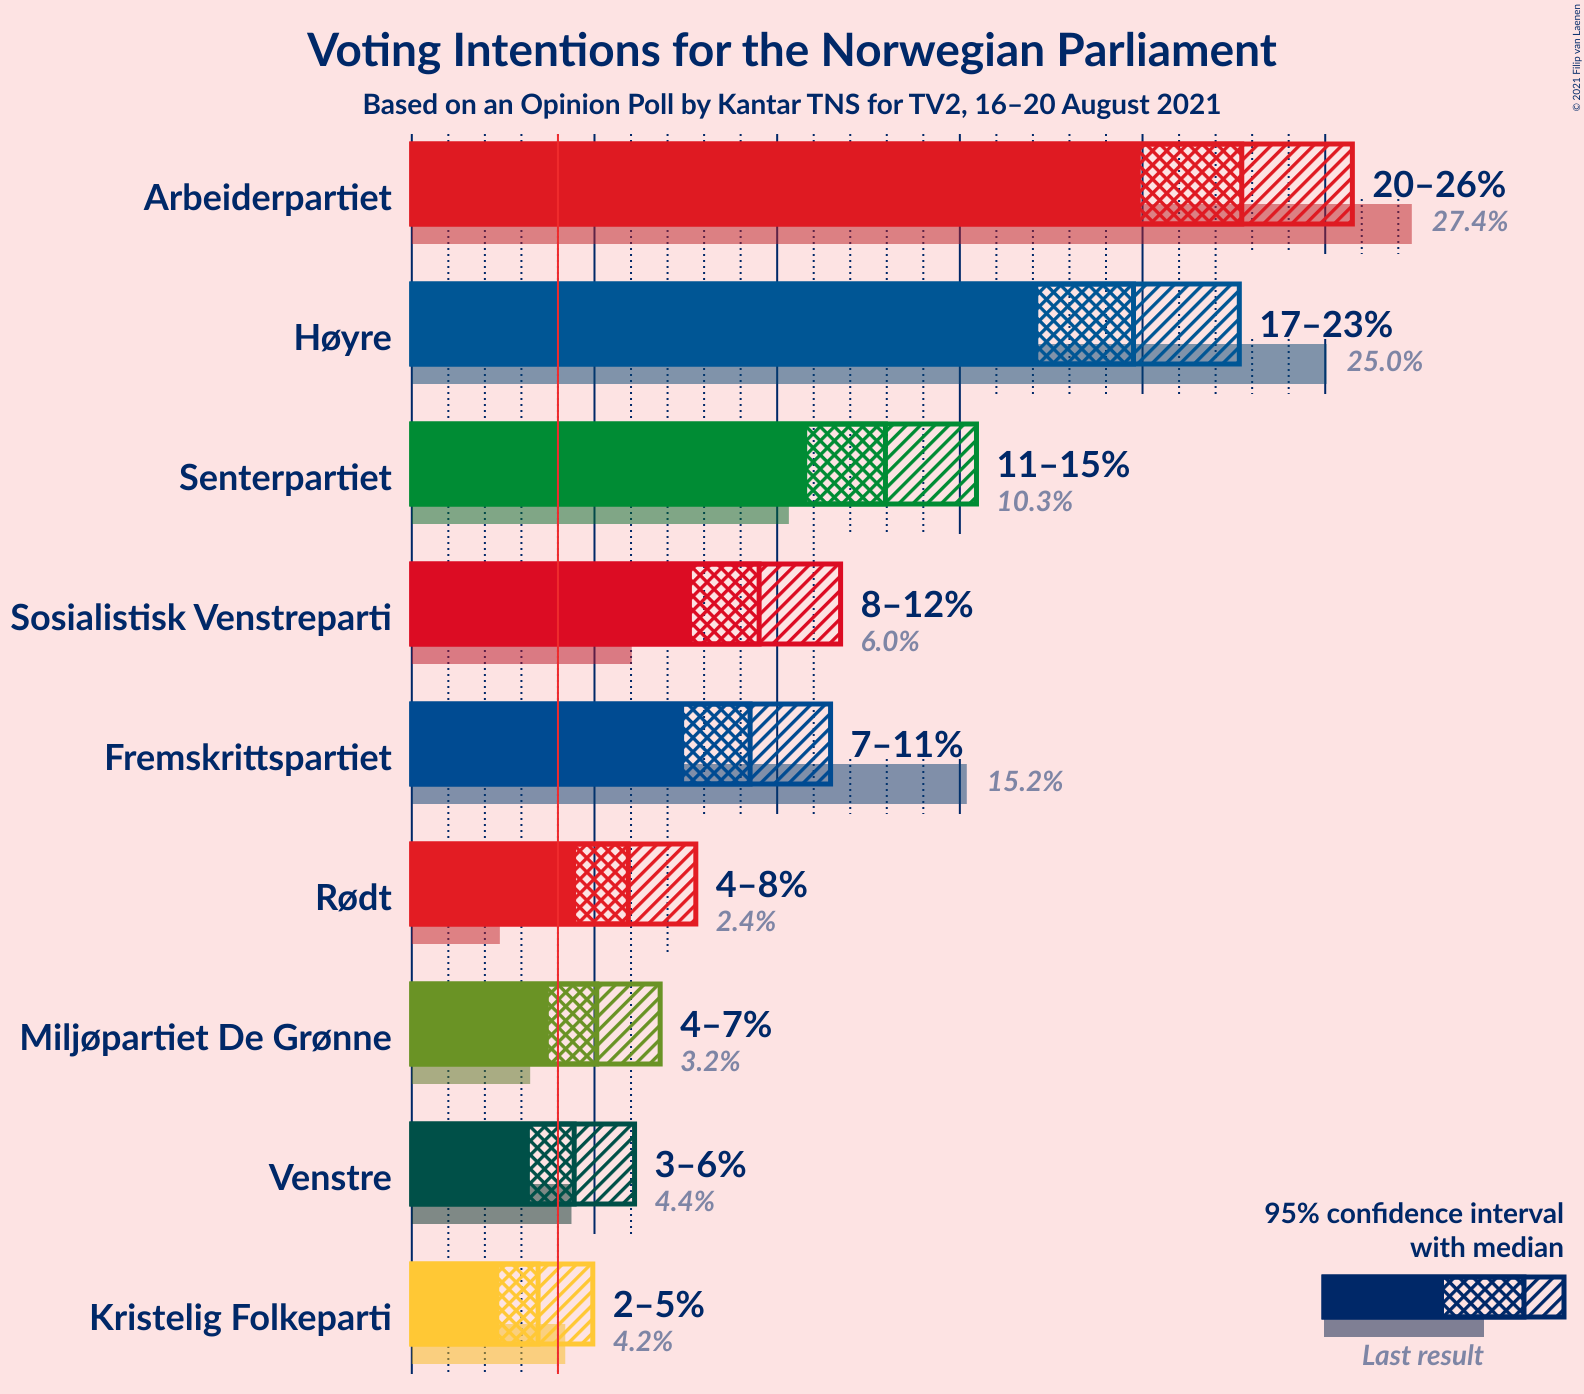 Voting Intentions for the Norwegian Parliament
Based on an Opinion Poll by Kantar TNS for TV2, 16–20 August 2021
© 2021 Filip van Laenen
Arbeiderpartiet
20–26%
27.4%
Høyre
17–23%
25.0%
Senterpartiet
11–15%
10.3%
Sosialistisk Venstreparti
8–12%
6.0%
Fremskrittspartiet
7–11%
15.2%
Rødt
4–8%
2.4%
Miljøpartiet De Grønne
4–7%
3.2%
Venstre
3–6%
4.4%
Kristelig Folkeparti
2–5%
4.2%
95% confidence interval
with median
Last result